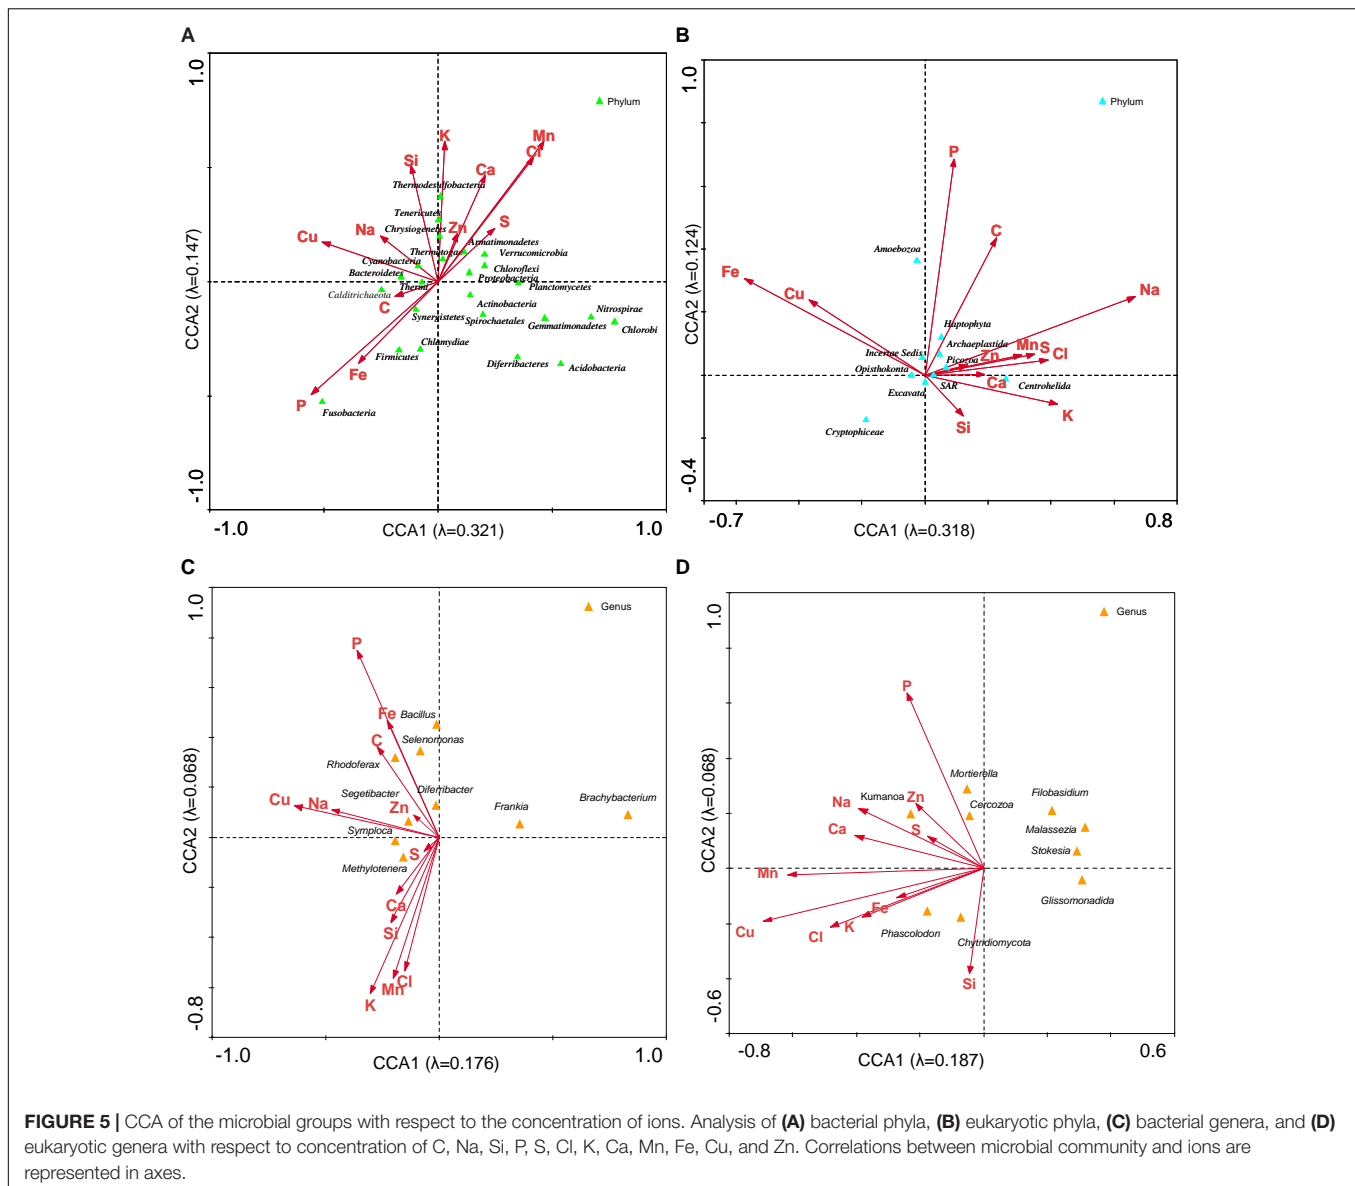 A
1.0
Phylum
K
Mn
Cl
Si
Ca
Thermodesulfobacteria
Tenericutes
S
Na
Chrysiogenetes
Zn
Cu
Armatimonadetes
Thermotogae
Verrucomicrobia
Cyanobacteria
Chloroflexi
Bacteroidetes
Proteobacteria
Thermi
Planctomycetes
Calditrichaeota
C
Actinobacteria
Nitrospirae
Synergistetes
Spirochaetales
Gemmatimonadetes
Chlorobi
Chlamydiae
Firmicutes
Diferribacteres
Acidobacteria
Fe
P
Fusobacteria
CCA2 (λ=0.147)
-1.0
-1.0
CCA1 (λ=0.321)
1.0
B
1.0
Phylum
P
C
Amoebozoa
Fe
Cu
Na
Haptophyta
Archaeplastida
Mn
S
Incertae Sedis
Zn
Cl
Picozoa
Opisthokonta
Ca
Centrohelida
SAR
Excavata
K
Si
Cryptophiceae
CCA2 (λ=0.124)
-0.4
-0.7
CCA1 (λ=0.318)
0.8
C
1.0
Genus
P
Fe
Bacillus
C
Selenomonas
Rhodoferax
Segetibacter
Diferribacter
Cu
Na
Zn
Frankia
Brachybacterium
Symploca
S
Methylotenera
Ca
Si
Cl
Mn
K
CCA2 (λ=0.068)
-0.8
-1.0
CCA1 (λ=0.176)
1.0
D
1.0
Genus
P
Mortierella
Kumanoa
Zn
Filobasidium
Na
Cercozoa
Ca
S
Malassezia
Stokesia
Mn
Glissomonadida
Fe
Cu
Cl
K
Phascolodon
Chytridiomycota
Si
CCA2 (λ=0.068)
-0.6
-0.8
CCA1 (λ=0.187)
0.6
FIGURE 5 | CCA of the microbial groups with respect to the concentration of ions. Analysis of (A) bacterial phyla, (B) eukaryotic phyla, (C) bacterial genera, and (D)
eukaryotic genera with respect to concentration of C, Na, Si, P, S, Cl, K, Ca, Mn, Fe, Cu, and Zn. Correlations between microbial community and ions are
represented in axes.